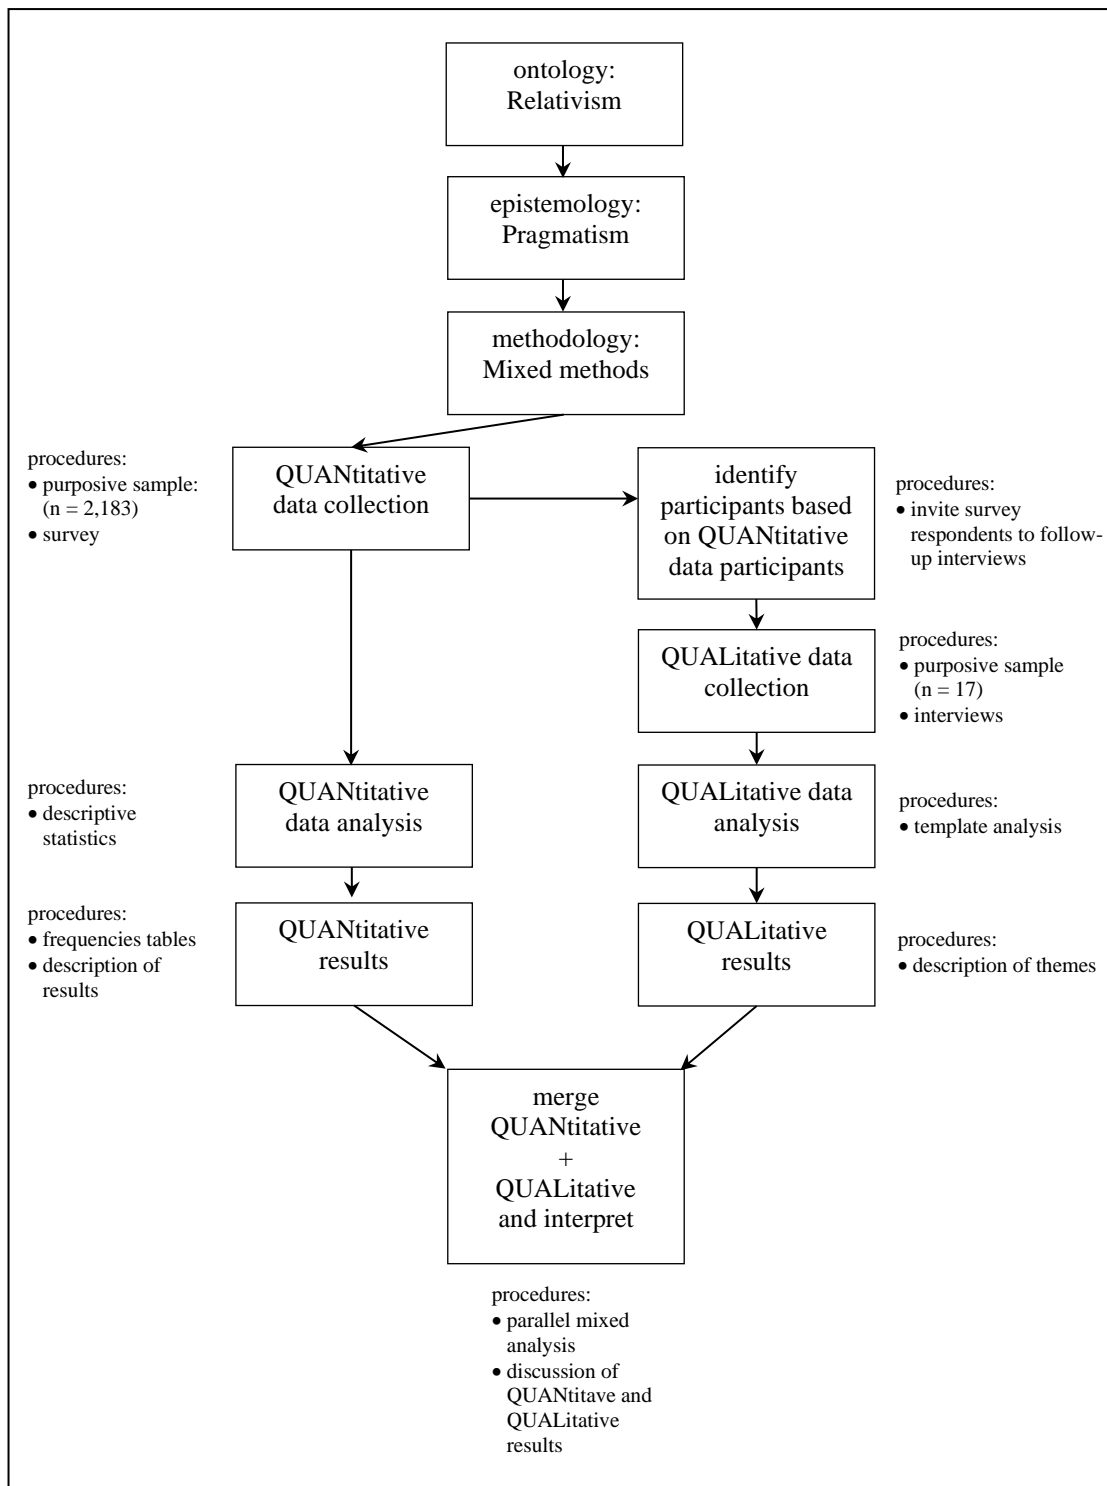 ontology:
Relativism
epistemology:
Pragmatism
methodology:
Mixed methods
procedures:
• purposive sample:
(n = 2,183)
• survey
QUANtitative
data collection
identify
participants based
on QUANtitative
data participants
procedures:
• invite survey
respondents to follow-
up interviews
QUALitative data
collection
procedures:
• purposive sample
(n = 17)
• interviews
procedures:
• descriptive
statistics
QUANtitative
data analysis
QUALitative data
analysis
procedures:
• template analysis
procedures:
• frequencies tables
• description of
results
QUANtitative
results
QUALitative
results
procedures:
• description of themes
merge
QUANtitative
+
QUALitative
and interpret
procedures:
• parallel mixed
analysis
• discussion of
QUANtitave and
QUALitative
results